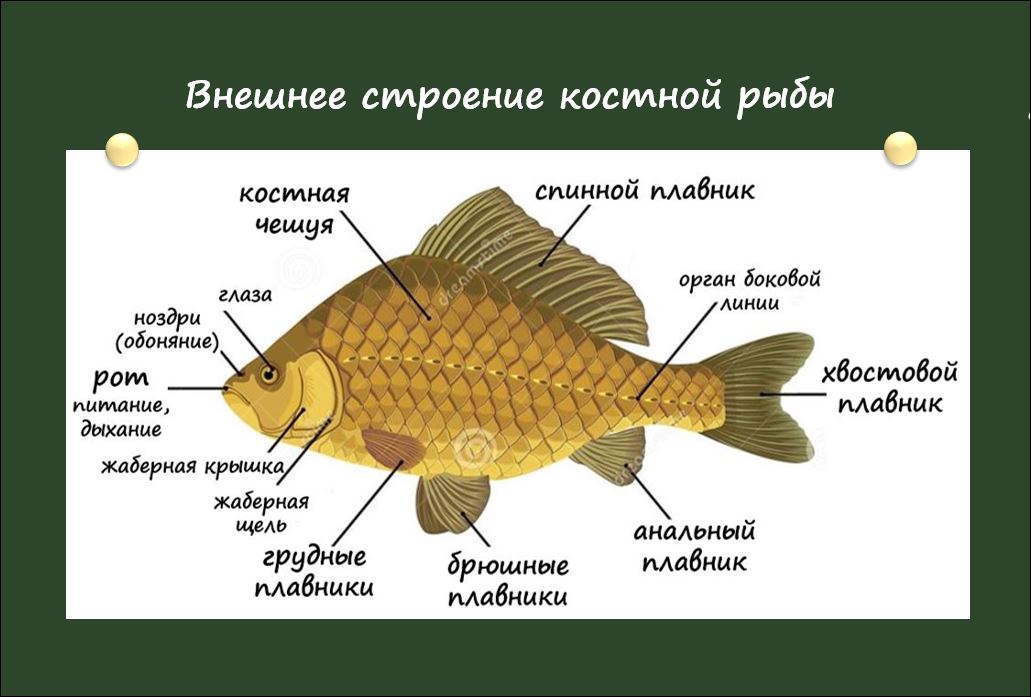 Внешнее строение костной рыбы
костная
чешуя
спинной плавник
орган боковой
линии
глаза
ноздри
(обоняние)
рот
питание,
дыхание
хвостовой
плавник
жаберная крышка
жаберная
щель
грудные
плавники
брюшные
плавники
анальный
плавник
dreamstime